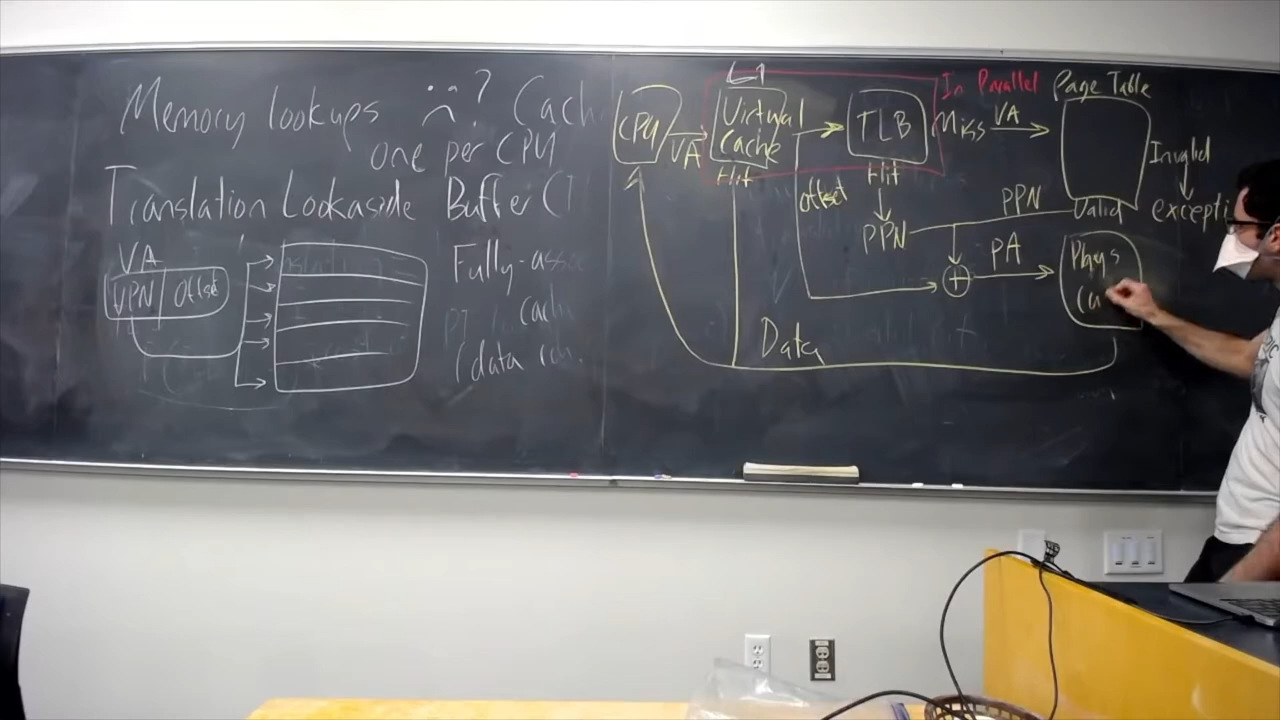 Memory lookups :(? Cach
one per CPU
Translation Lookaside Buffer (T
VA
VPN | Offset
Fully-asso
cach
(data
CPU
VA
L1
Virtual
Cache
Hit
TLB
Hit
In Parallel
Miss
VA
Page Table
Invalid
excepti
Valid
offset
PPN
PPN
+
PA
Phys
Ca
Data